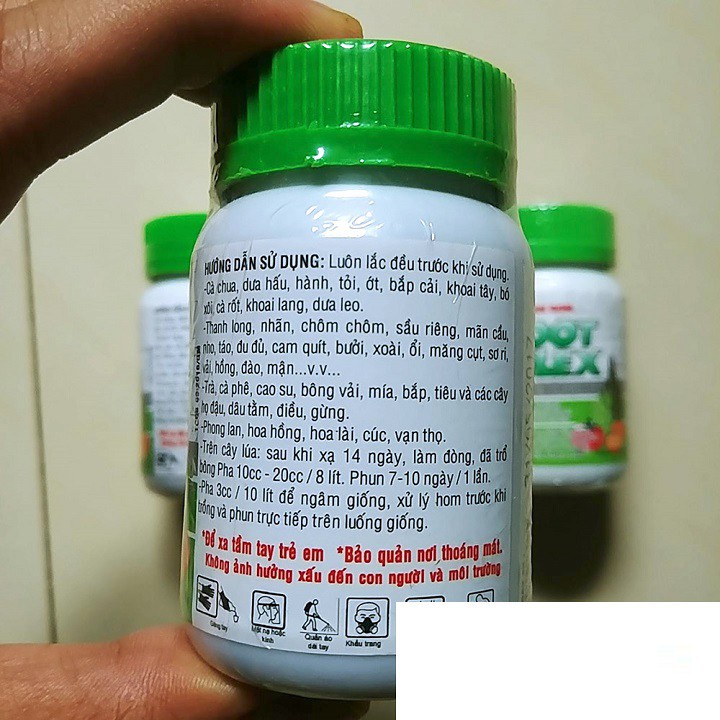 HƯỚNG DẪN SỬ DỤNG: Luôn lắc đều trước khi sử dụng.
-Cà chua, dưa hấu, hành, tỏi, ớt, bắp cải, khoai tây, bó
xôi, cà rốt, khoai lang, dưa leo.
-Thanh long, nhãn, chôm chôm, sầu riêng, mãn cầu,
nho, táo, đu đủ, cam quít, bưởi, xoài, ổi, măng cụt, sơ ri,
vải, hồng, đào, mận...v.v...
-Trà, cà phê, cao su, bông vải, mía, bắp, tiêu và các cây
họ đậu, dâu tằm, điều, gừng.
-Phong lan, hoa hồng, hoa lài, cúc, vạn thọ.
-Trên cây lúa: sau khi xạ 14 ngày, làm đòng, đã trổ
bông Pha 10cc - 20cc / 8 lít. Phun 7-10 ngày / 1 lần.
-Pha 3cc / 10 lít để ngâm giống, xử lý hom trước khi
trồng và phun trực tiếp trên luống giống.
*Để xa tầm tay trẻ em *Bảo quản nơi thoáng mát.
Không ảnh hưởng xấu đến con người và môi trường
Găng tay
Mặt nạ hoặc
kính
Quần áo
dài tay
Khẩu trang
OOT
LEX
31/05/2017